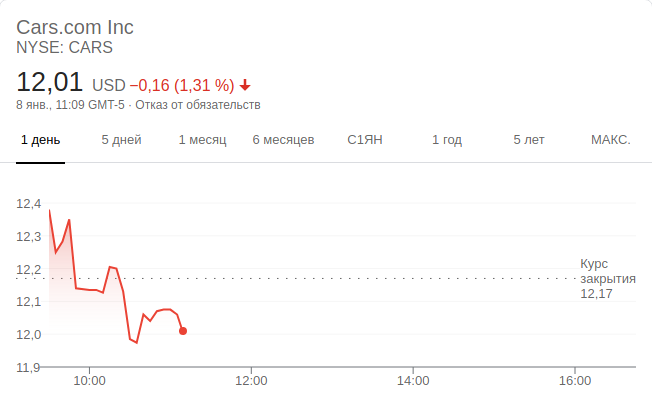 Cars.com Inc
NYSE: CARS
12,01 USD −0,16 (1,31 %)
8 янв., 11:09 GMT-5 · Отказ от обязательств
1 день 5 дней 1 месяц 6 месяцев С1ЯН 1 год 5 лет МАКС.
12,4
12,3
12,2
12,1
12,0
11,9
Курс
закрытия
12,17
10:00 12:00 14:00 16:00